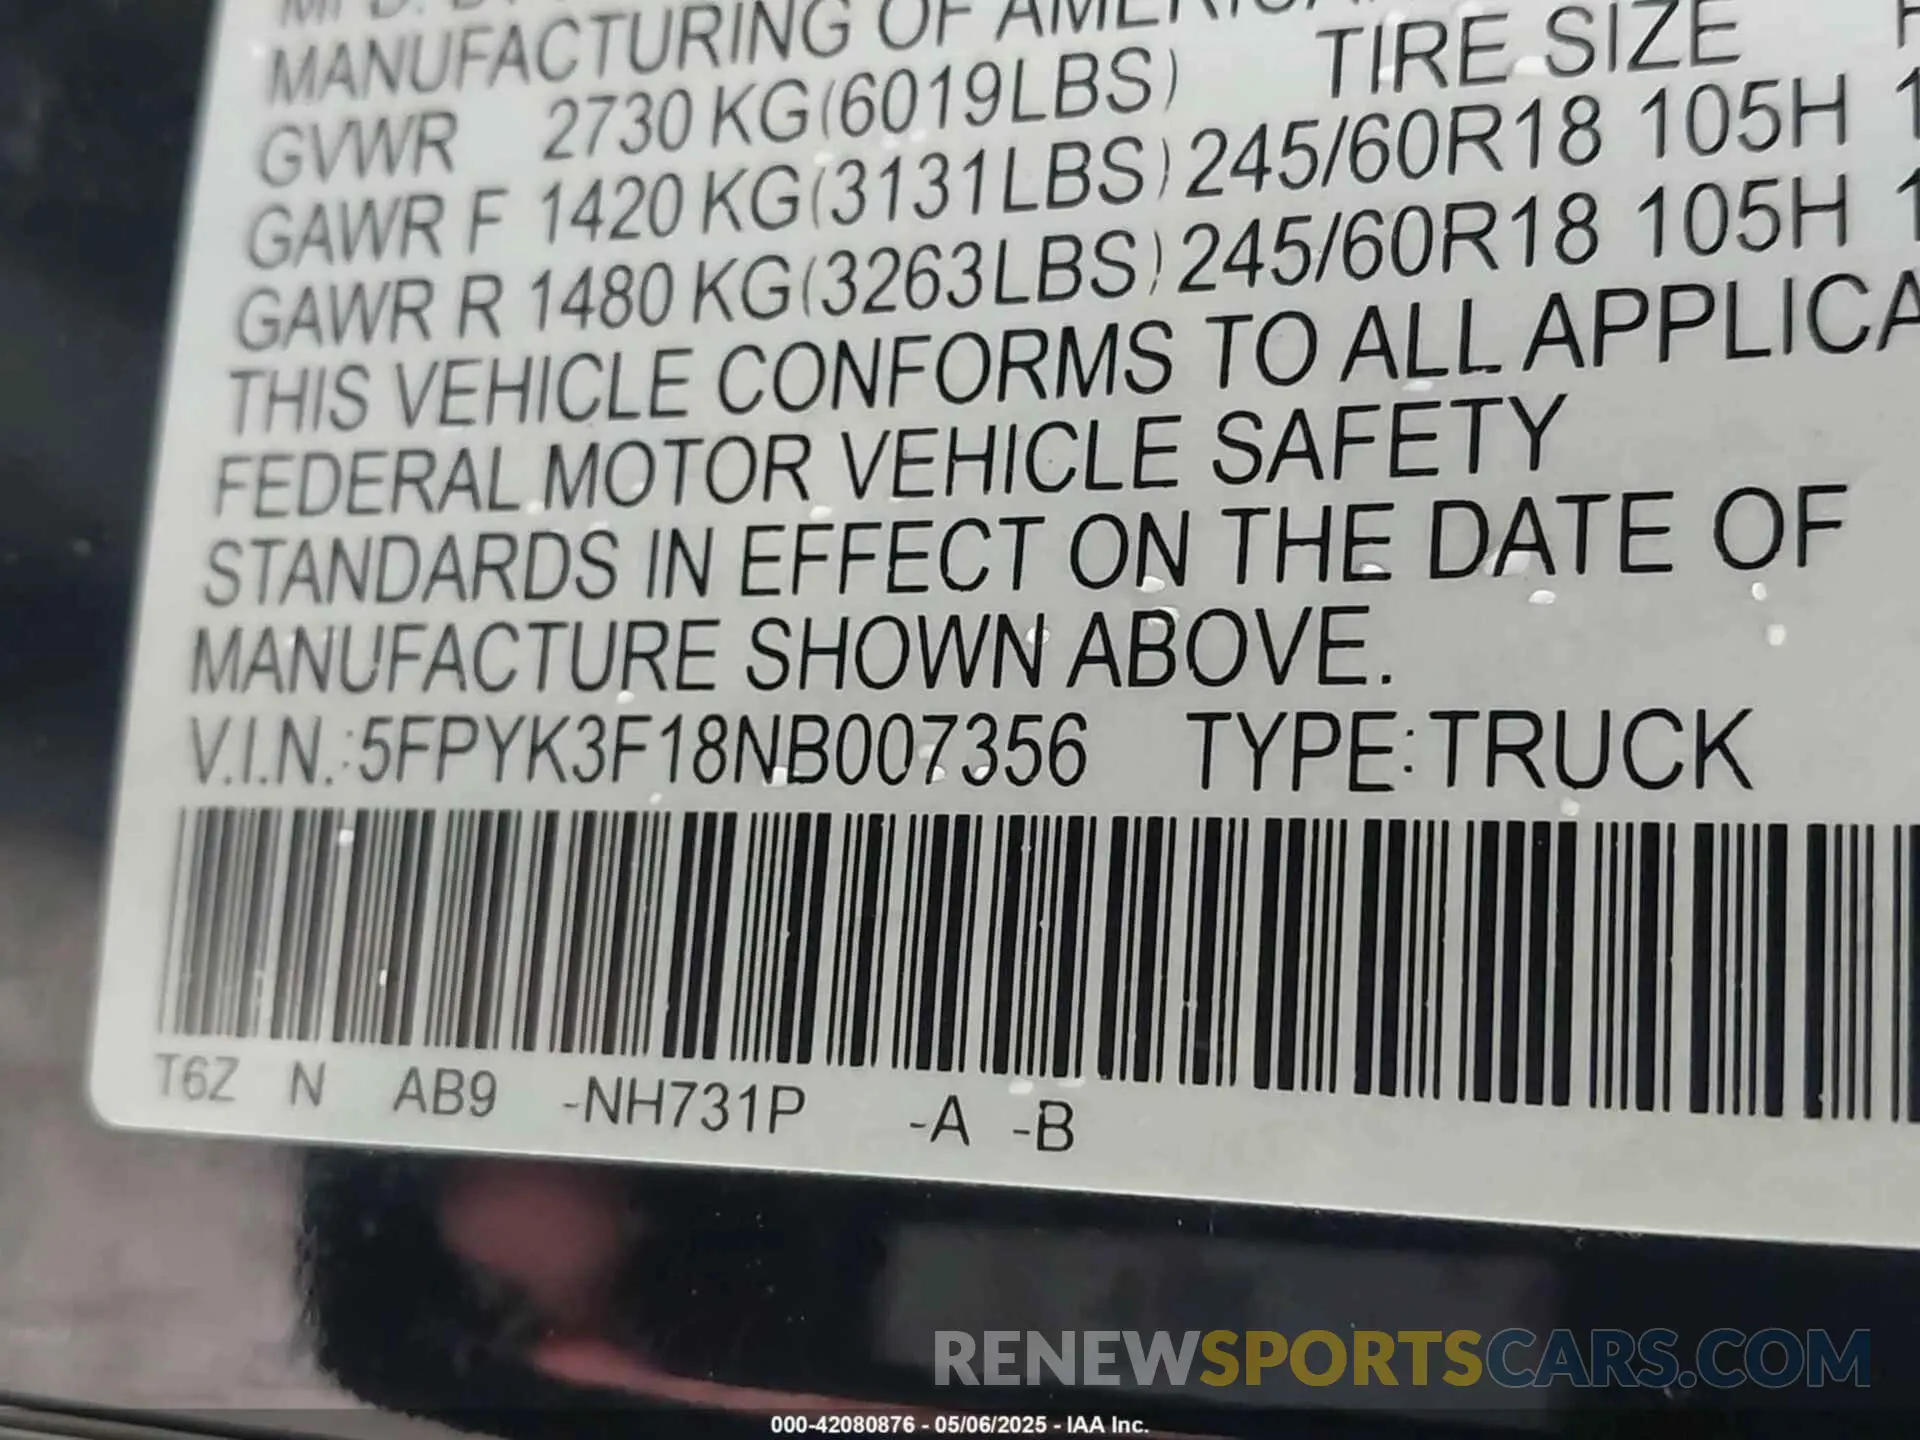 MANUFACTURING OF AMERICA
GVWR 2730 KG(6019LBS) TIRE SIZE
GAWR F 1420 KG(3131LBS) 245/60R18 105H 1
GAWR R 1480 KG(3263LBS) 245/60R18 105H 1
THIS VEHICLE CONFORMS TO ALL APPLICA
FEDERAL MOTOR VEHICLE SAFETY
STANDARDS IN EFFECT ON THE DATE OF
MANUFACTURE SHOWN ABOVE.
V.I.N.:5FPYK3F18NB007356 TYPE:TRUCK
T6Z N AB9 -NH731P -A -B
RENEWSPORTSCARS.COM
000-42080876 - 05/06/2025 - IAA Inc.